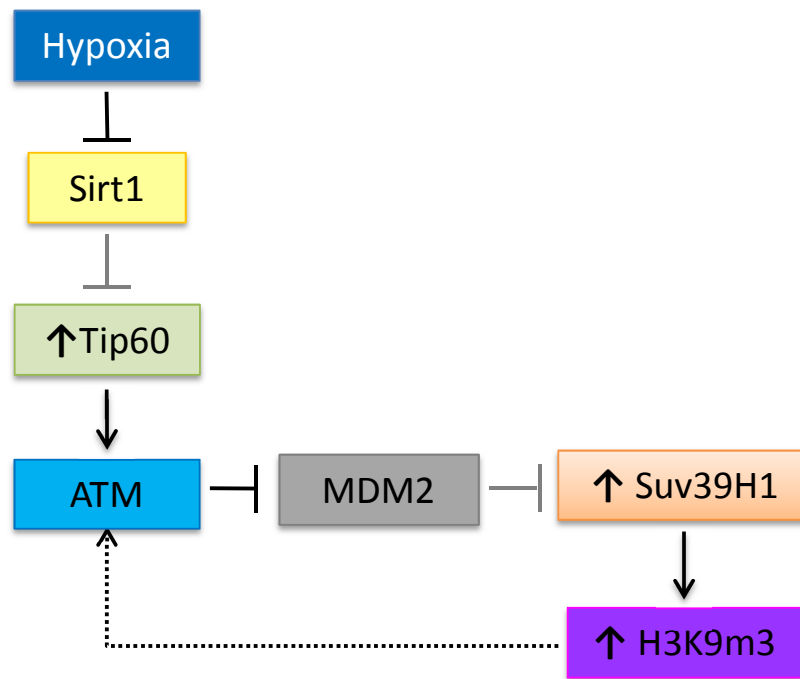 Hypoxia
Sirt1
↑Tip60
ATM
MDM2
↑ Suv39H1
↑ H3K9m3